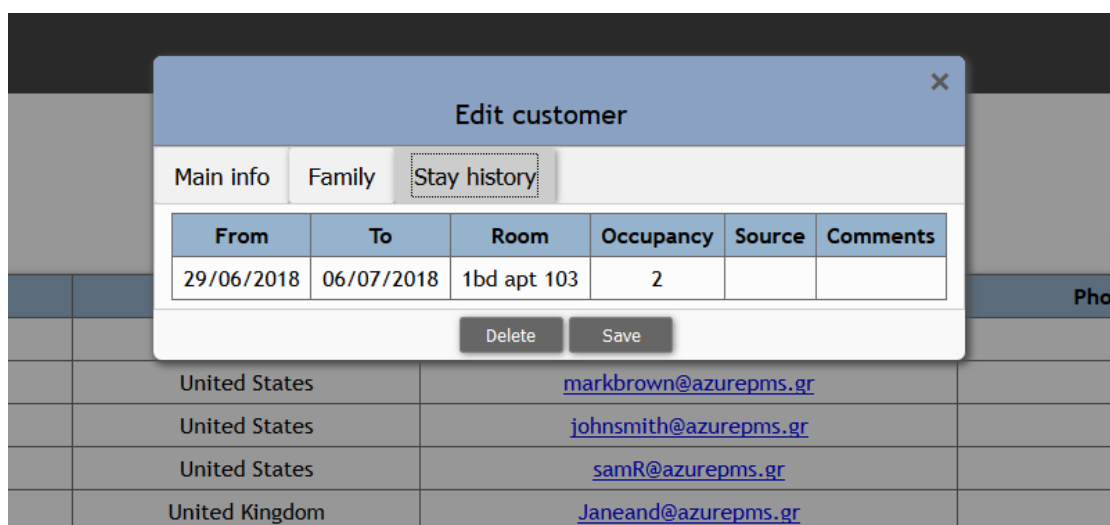 ×
Edit customer
Main info Family Stay history
From To Room Occupancy Source Comments
29/06/2018 06/07/2018 1bd apt 103 2
Delete Save
Pho
United States markbrown@azurepms.gr
United States johnsmith@azurepms.gr
United States samR@azurepms.gr
United Kingdom Janeand@azurepms.gr